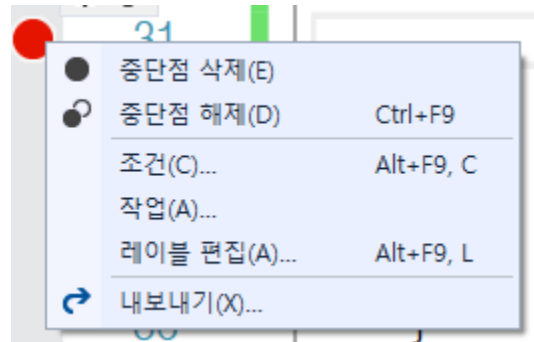 31
중단점 삭제(E)
중단점 해제(D) Ctrl+F9
조건(C)... Alt+F9, C
작업(A)...
레이블 편집(A)... Alt+F9, L
내보내기(X)...